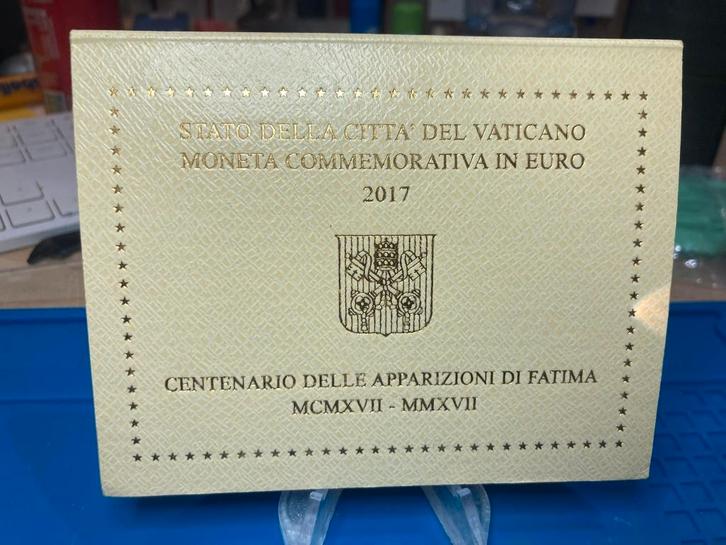 STATO DELLA CITTA' DEL VATICANO
MONETA COMMEMORATIVA IN EURO
2017
CENTENARIO DELLE APPARIZIONI DI FATIMA
MCMXVII - MMXVII